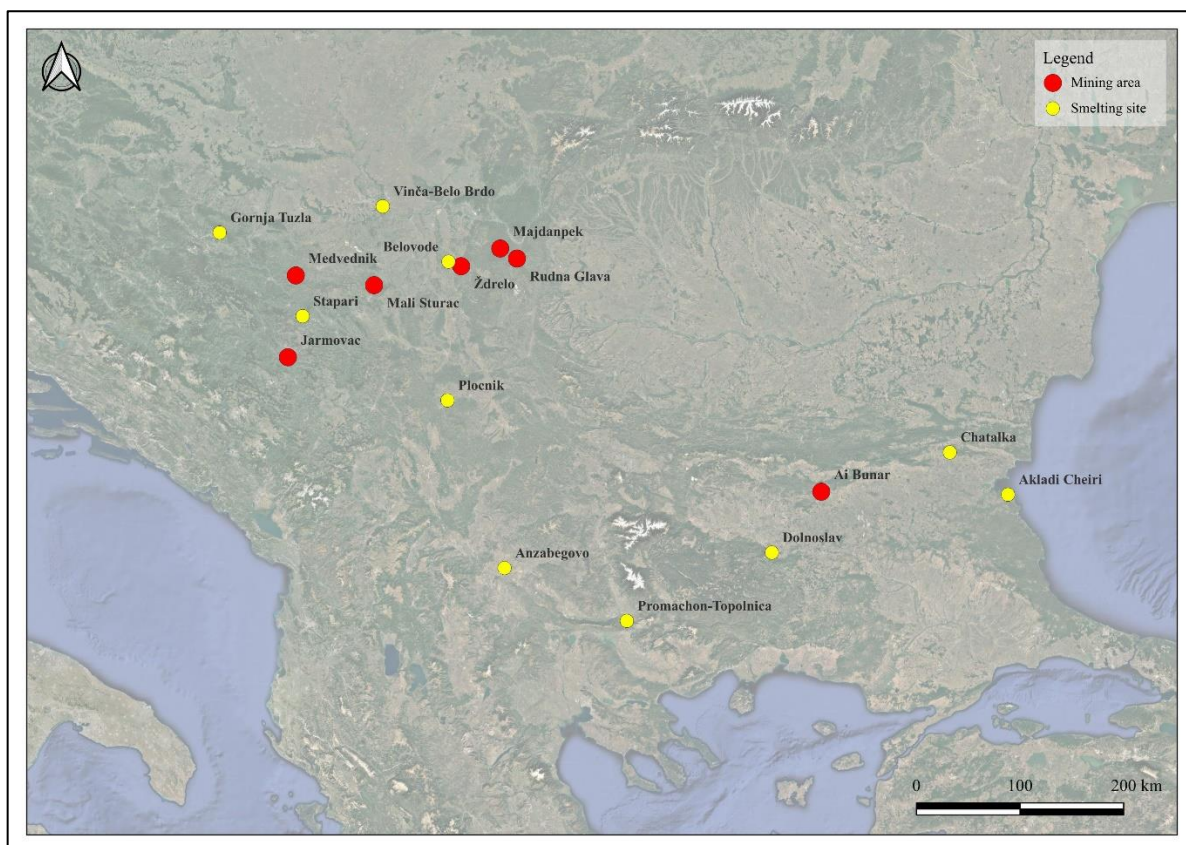 Legend
Mining area
Smelting site
Vinča-Belo Brdo
Gornja Tuzla
Majdanpek
Belovode
Medvednik
Ždrelo
Rudna Glava
Mali Sturac
Stapari
Jarmovac
Plocnik
Chatalka
Ai Bunar
Akladi Cheiri
Dolnoslav
Anzabegovo
Promachon-Topolnica
0 100 200 km